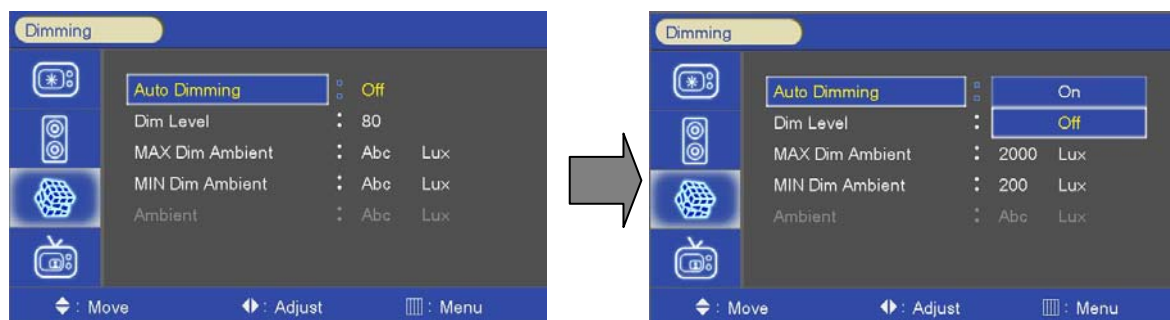 Dimming
Auto Dimming : Off
Dim Level : 80
MAX Dim Ambient : Abc Lux
MIN Dim Ambient : Abc Lux
Ambient : Abc Lux
: Move : Adjust : Menu
Dimming
Auto Dimming : On
Dim Level : Off
MAX Dim Ambient : 2000 Lux
MIN Dim Ambient : 200 Lux
Ambient : Abc Lux
: Move : Adjust : Menu